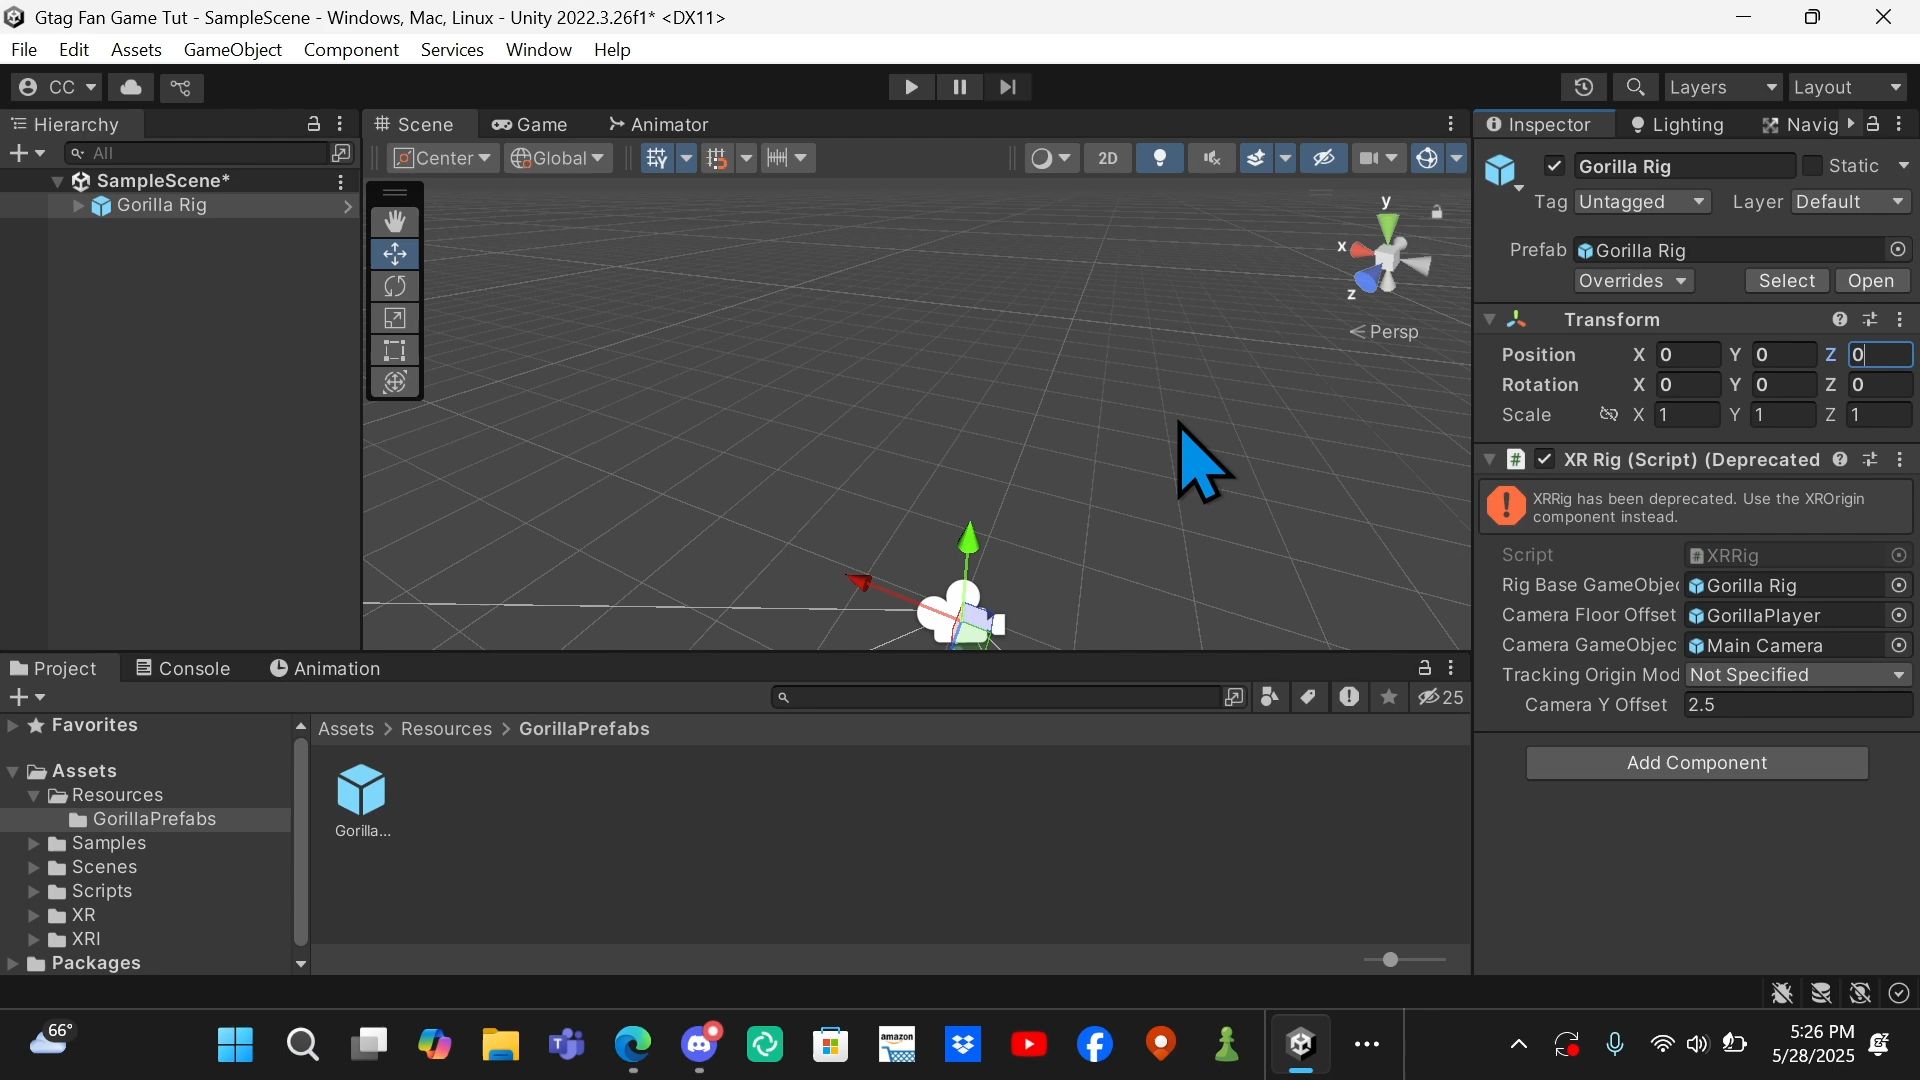 Gtag Fan Game Tut - SampleScene - Windows, Mac, Linux - Unity 2022.3.26f1* <DX11>
File Edit Assets GameObject Component Services Window Help
CC Layers Layout
Hierarchy Scene Game Animator Inspector Lighting Navig
All Center Global 2D
SampleScene*
Gorilla Rig
y
x
z
Persp
Gorilla Rig Static
Tag Untagged Layer Default
Prefab Gorilla Rig
Overrides Select Open
Transform
Position X 0 Y 0 Z 0
Rotation X 0 Y 0 Z 0
Scale X 1 Y 1 Z 1
XR Rig (Script) (Deprecated
XRRig has been deprecated. Use the XROrigin
component instead.
Script XRRig
Rig Base GameObje Gorilla Rig
Camera Floor Offset GorillaPlayer
Camera GameObjec Main Camera
Tracking Origin Mod Not Specified
Camera Y Offset 2.5
Add Component
Project Console Animation
25
Favorites
Assets
Resources
GorillaPrefabs
Samples
Scenes
Scripts
XR
XRI
Packages
Assets > Resources > GorillaPrefabs
Gorilla...
66°
amazon
5:26 PM
5/28/2025